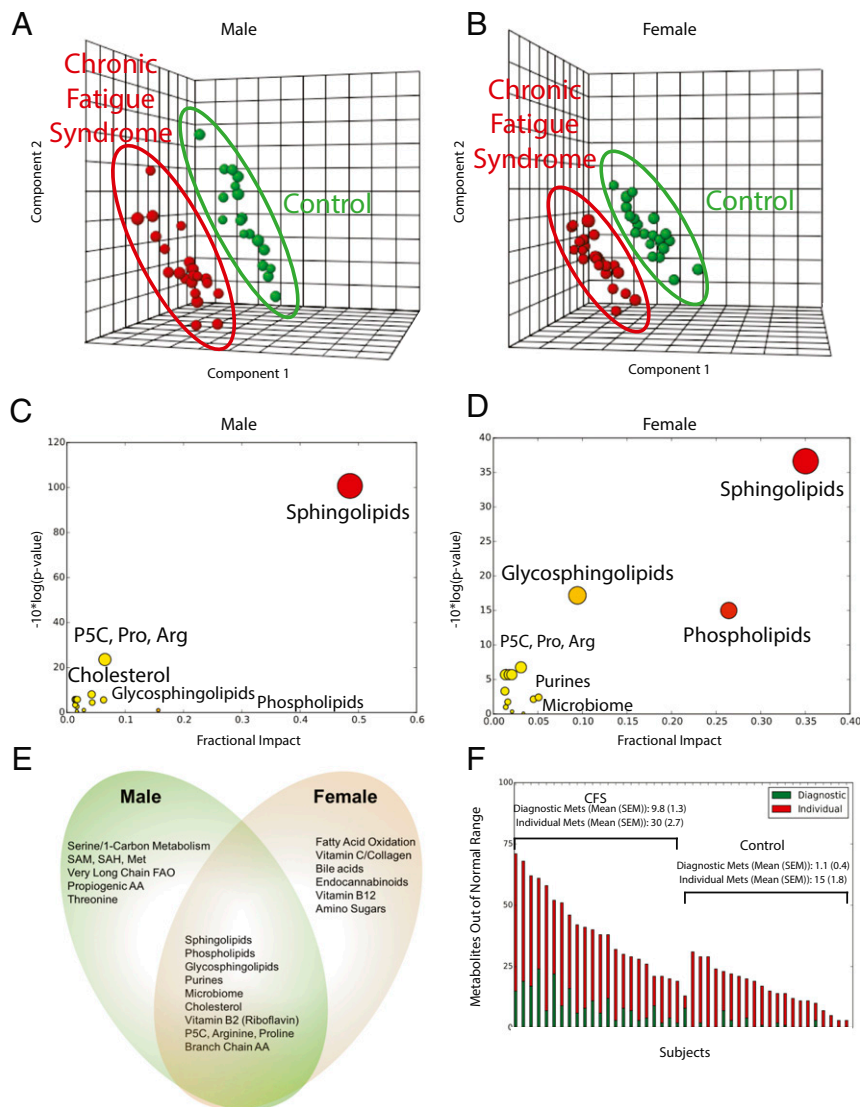 A
Male
Chronic
Fatigue
Syndrome
Control
Component 2
Component 1
B
Female
Chronic
Fatigue
Syndrome
Control
Component 2
Component 1
C
Male
120
100
80
60
40
20
0
0.0
0.1
0.2
0.3
0.4
0.5
0.6
-10*log(p-value)
Fractional Impact
Sphingolipids
P5C, Pro, Arg
Cholesterol
Glycosphingolipids
Phospholipids
D
Female
40
35
30
25
20
15
10
5
0
0.00
0.05
0.10
0.15
0.20
0.25
0.30
0.35
0.40
-10*log(p-value)
Fractional Impact
Sphingolipids
Glycosphingolipids
Phospholipids
P5C, Pro, Arg
Purines
Microbiome
E
Male
Serine/1-Carbon Metabolism
SAM, SAH, Met
Very Long Chain FAO
Propiogenic AA
Threonine
Female
Fatty Acid Oxidation
Vitamin C/Collagen
Bile acids
Endocannabinoids
Vitamin B12
Amino Sugars
Sphingolipids
Phospholipids
Glycosphingolipids
Purines
Microbiome
Cholesterol
Vitamin B2 (Riboflavin)
P5C, Arginine, Proline
Branch Chain AA
F
100
75
50
25
0
Metabolites Out of Normal Range
Subjects
CFS
Diagnostic Mets (Mean (SEM)): 9.8 (1.3)
Individual Mets (Mean (SEM)): 30 (2.7)
Diagnostic
Individual
Control
Diagnostic Mets (Mean (SEM)): 1.1 (0.4)
Individual Mets (Mean (SEM)): 15 (1.8)